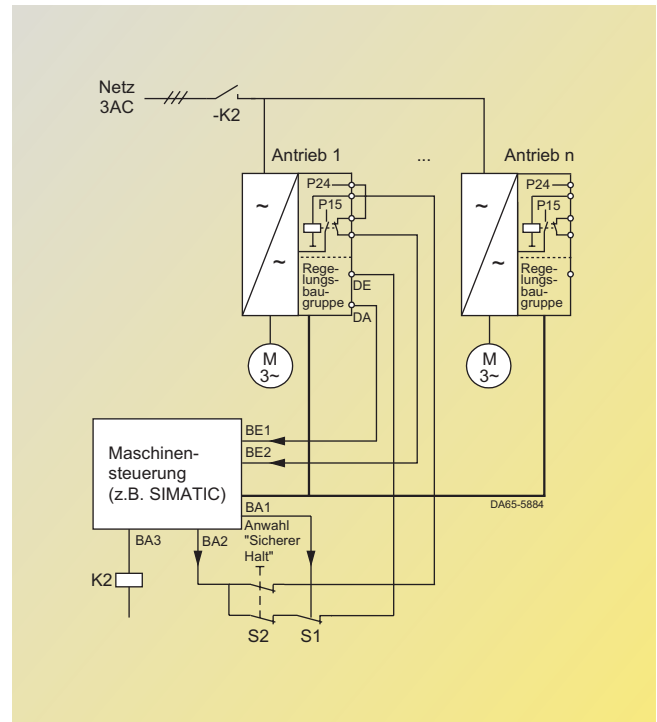 Netz
3AC
-K2
Antrieb 1
...
Antrieb n
P24
P15
~
~
Rege-
lungs-
bau-
gruppe
DE
DA
M
3~
P24
P15
~
~
Rege-
lungs-
bau-
gruppe
M
3~
Maschinen-
steuerung
(z.B. SIMATIC)
BE1
BE2
BA1
DA65-5884
Anwahl
"Sicherer
Halt"
BA3
BA2
K2
S2
S1